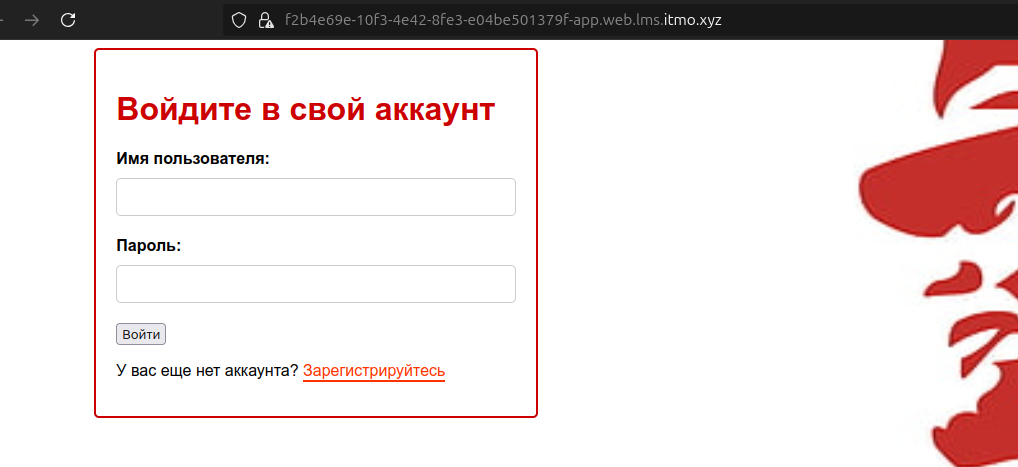 f2b4e69e-10f3-4e42-8fe3-e04be501379f-app.web.lms.itmo.xyz
Войдите в свой аккаунт
Имя пользователя:
Пароль:
Войти
У вас еще нет аккаунта? Зарегистрируйтесь